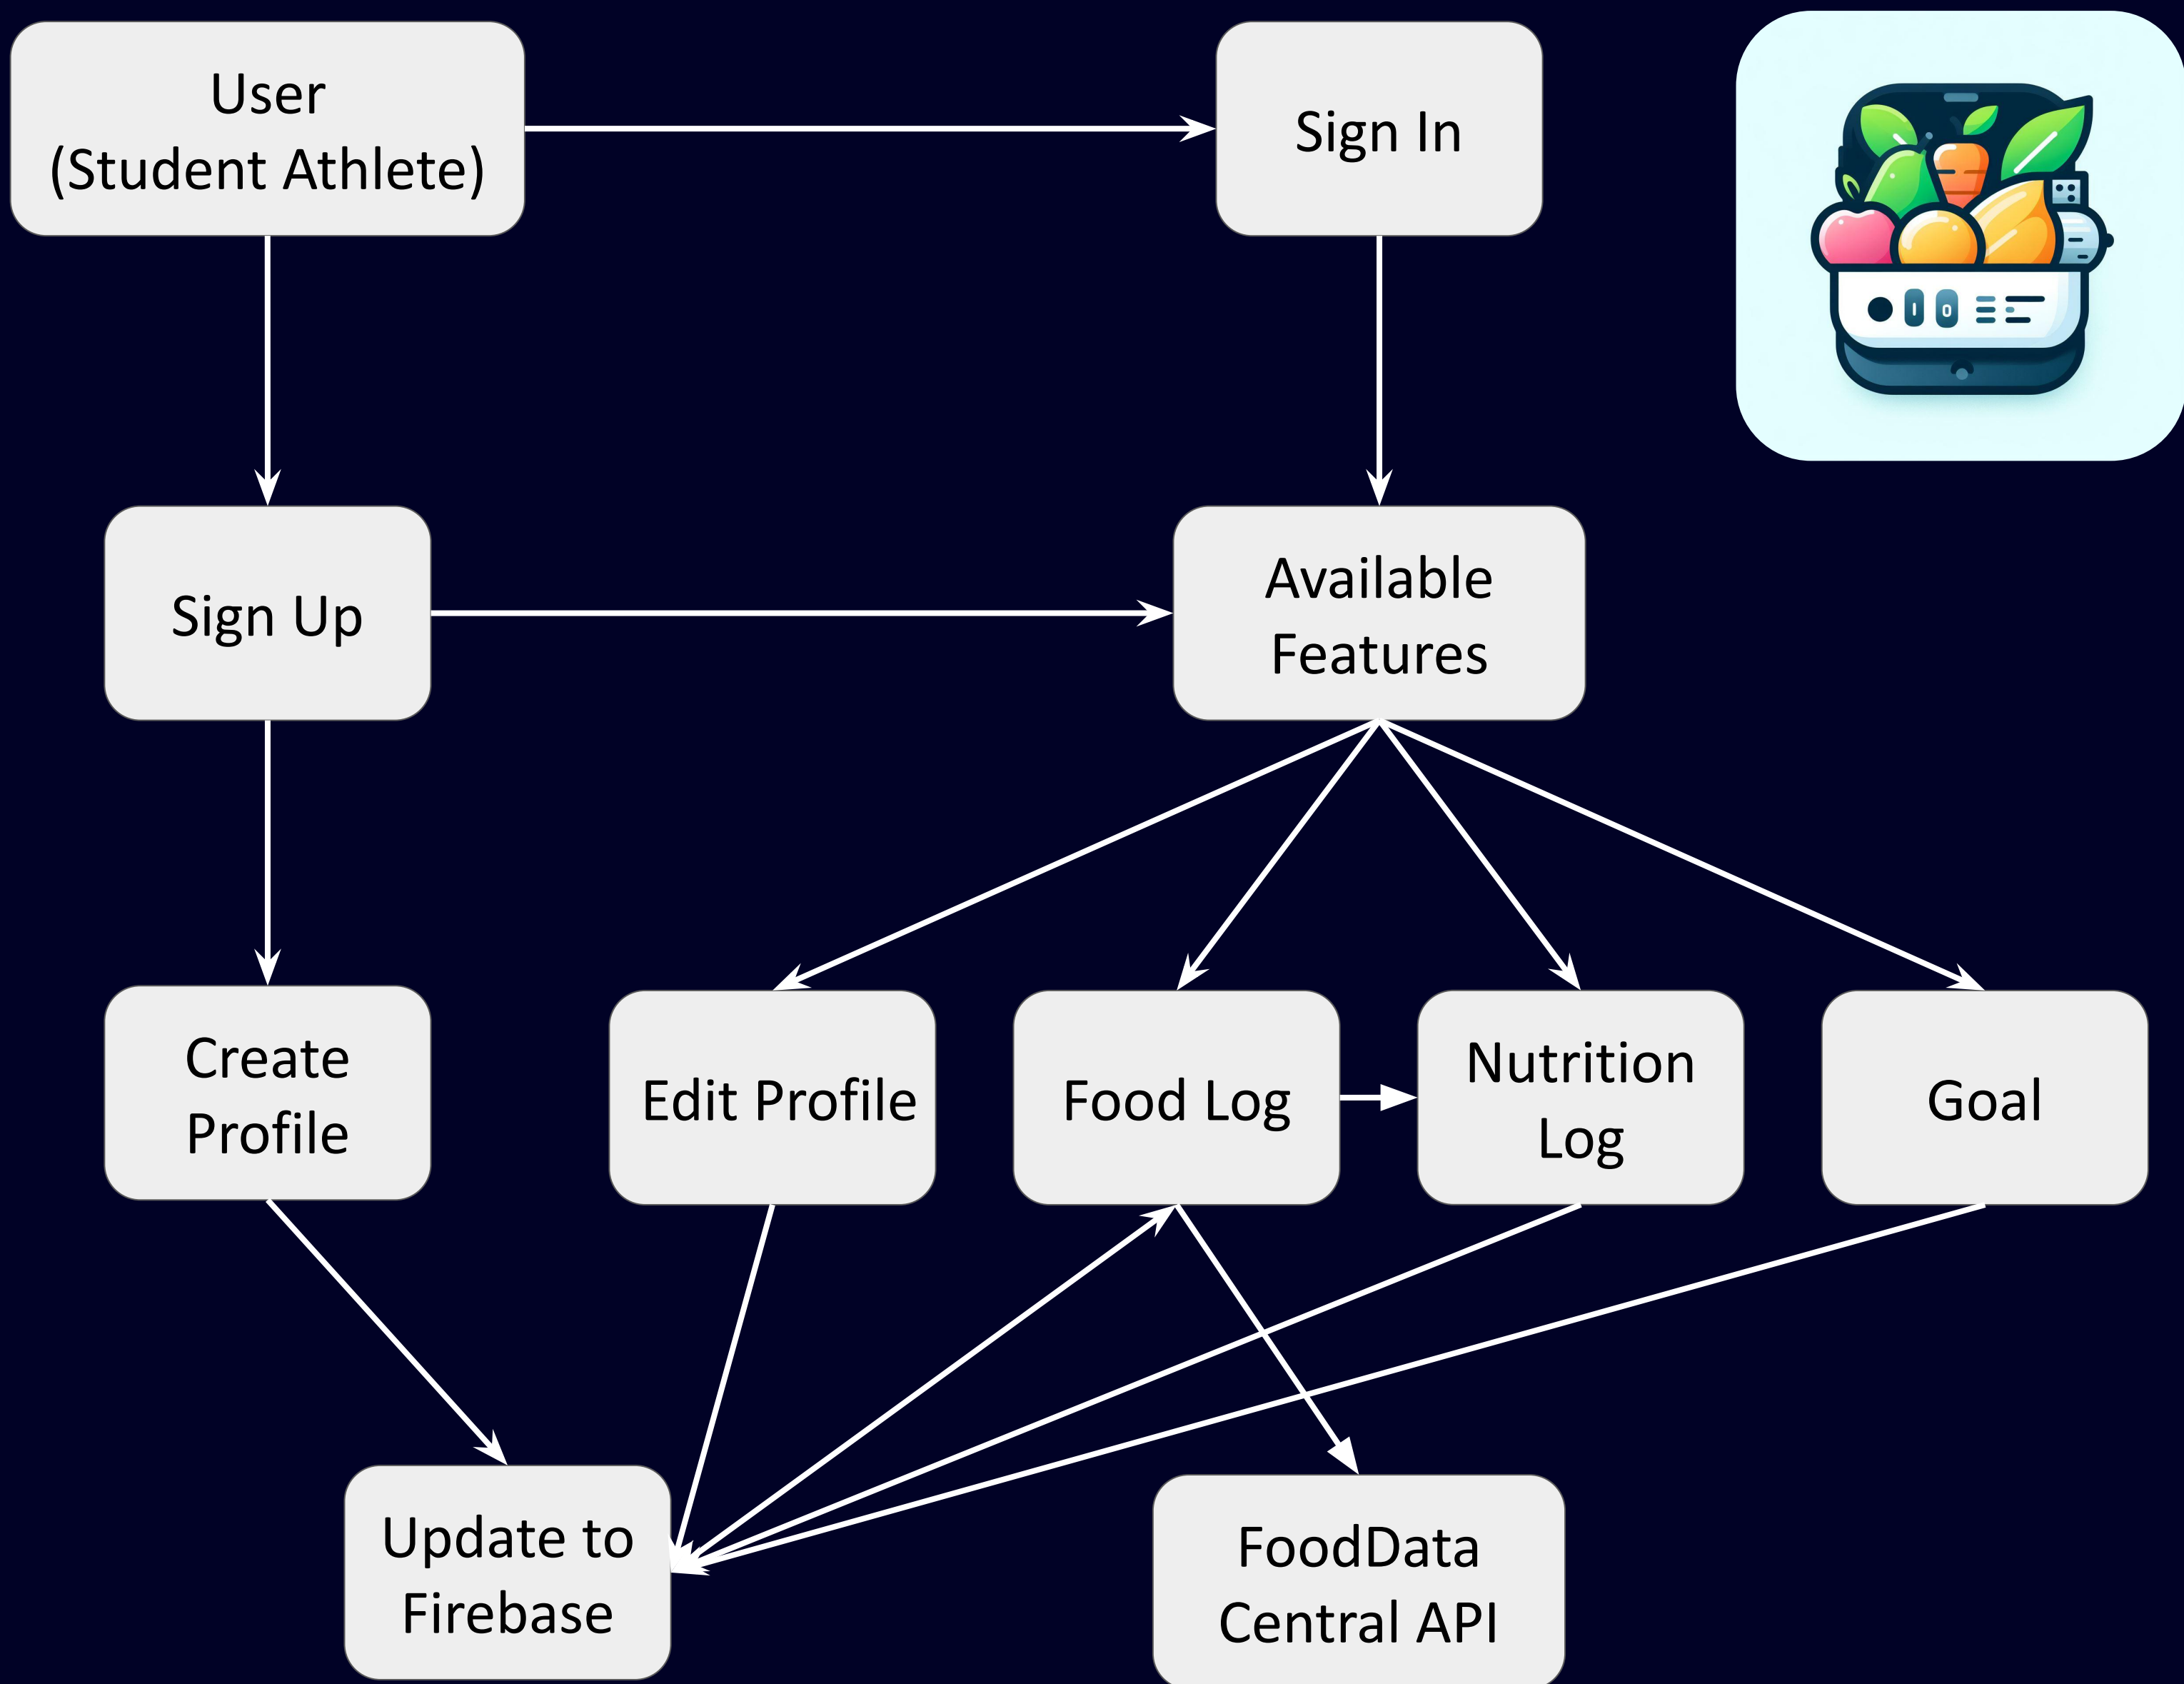 User
(Student Athlete)
Sign In
Sign Up
Available
Features
Create
Profile
Edit Profile
Food Log
Nutrition
Log
Goal
Update to
Firebase
FoodData
Central API